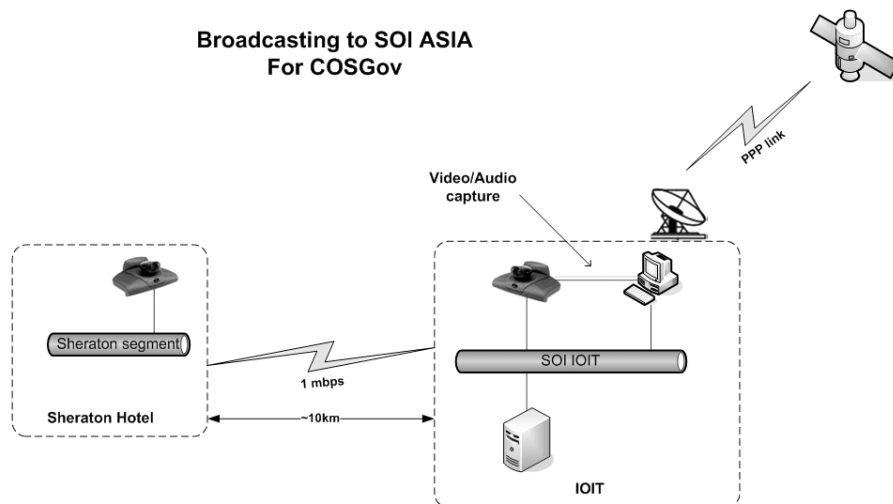 Broadcasting to SOI ASIA
For COSGov
PPP link
Video/Audio
capture
Sheraton segment
SOI IOIT
1 mbps
Sheraton Hotel
~10km
IOIT